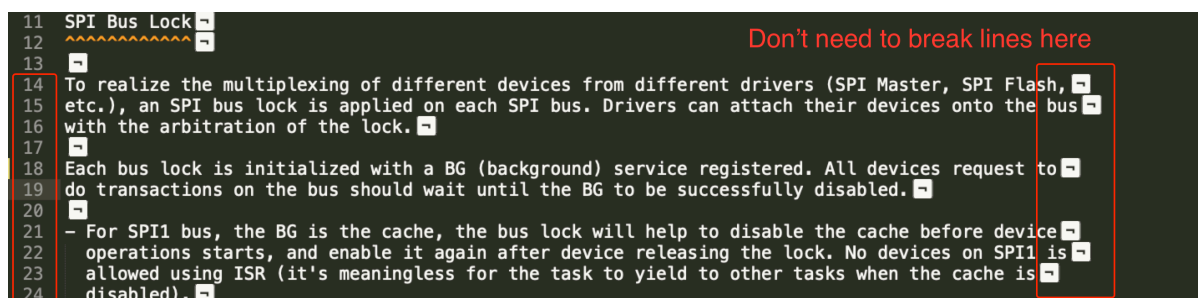 11 SPI Bus Lock¬
12 ^^^^^^^^^^^^¬
Don't need to break lines here
13 ¬
14 To realize the multiplexing of different devices from different drivers (SPI Master, SPI Flash,¬
15 etc.), an SPI bus lock is applied on each SPI bus. Drivers can attach their devices onto the bus¬
16 with the arbitration of the lock.¬
17 ¬
18 Each bus lock is initialized with a BG (background) service registered. All devices request to¬
19 do transactions on the bus should wait until the BG to be successfully disabled.¬
20 ¬
21 - For SPI1 bus, the BG is the cache, the bus lock will help to disable the cache before device¬
22 operations starts, and enable it again after device releasing the lock. No devices on SPI1 is¬
23 allowed using ISR (it's meaningless for the task to yield to other tasks when the cache is¬
24 disabled).¬